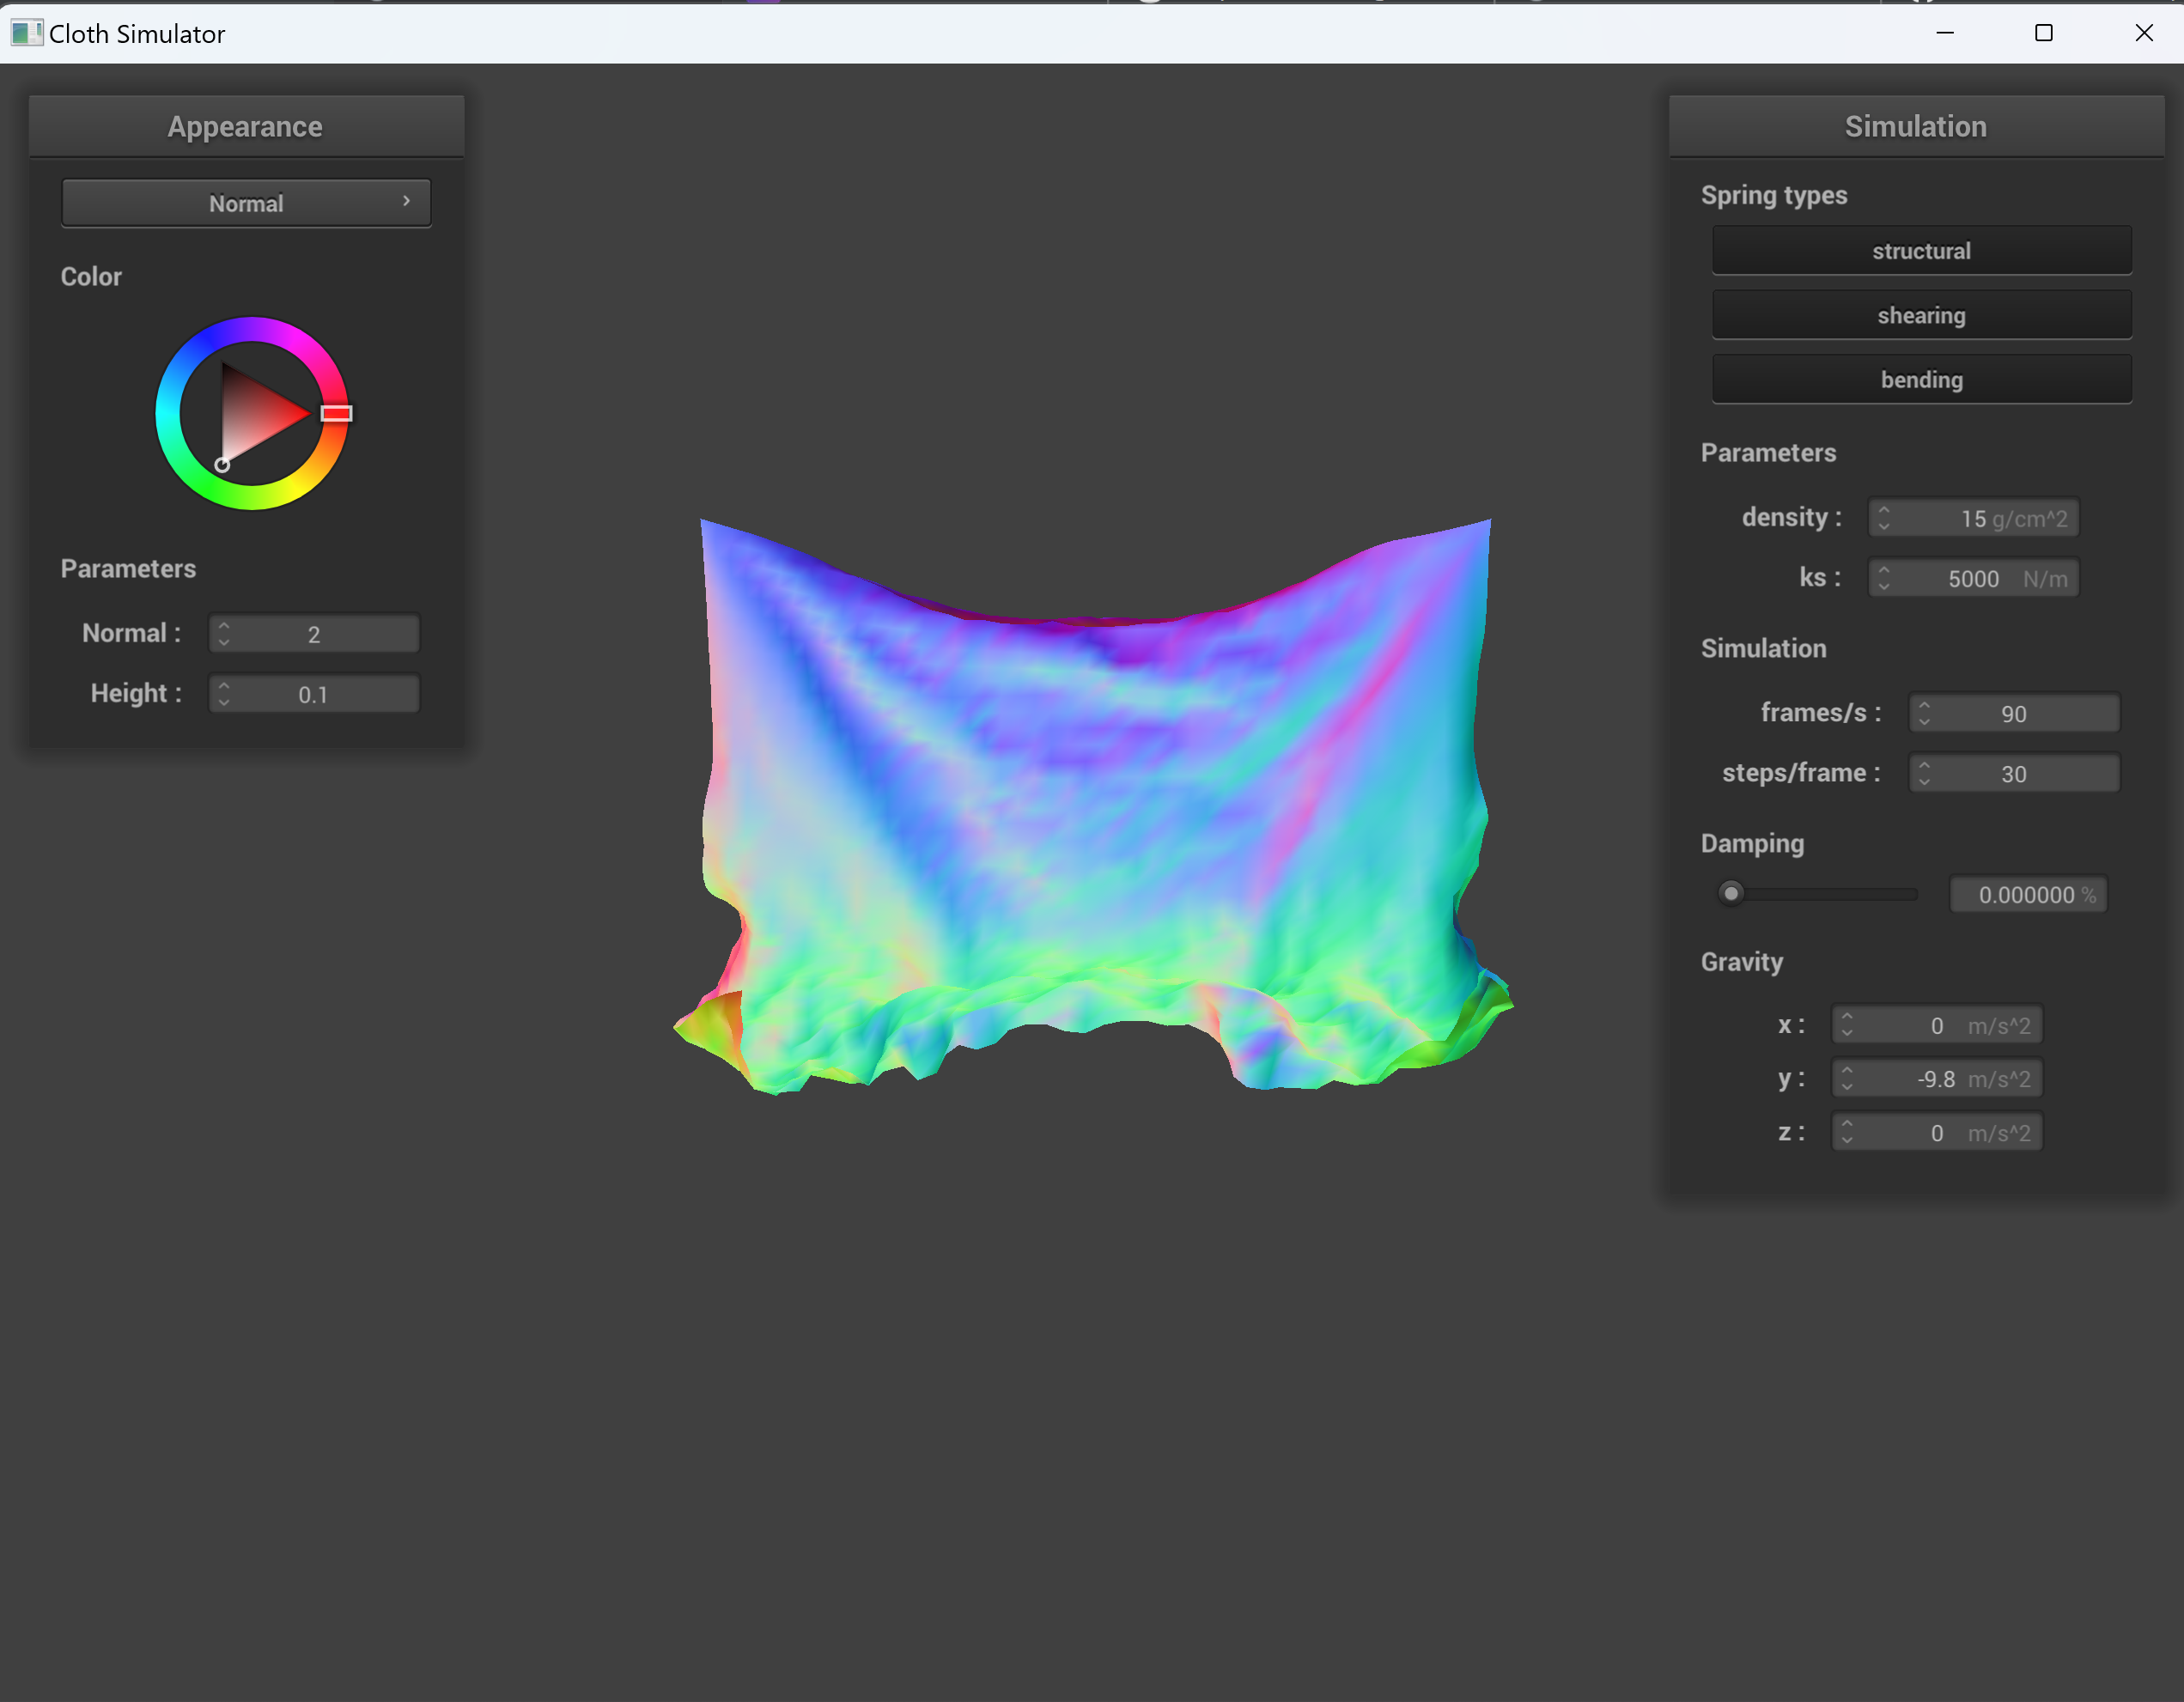 Cloth Simulator
Appearance
Normal
Color
Parameters
Normal : 2
Height : 0.1
Simulation
Spring types
structural
shearing
bending
Parameters
density : 15 g/cm^2
ks : 5000 N/m
Simulation
frames/s : 90
steps/frame : 30
Damping
0.000000 %
Gravity
x : 0 m/s^2
y : -9.8 m/s^2
z : 0 m/s^2